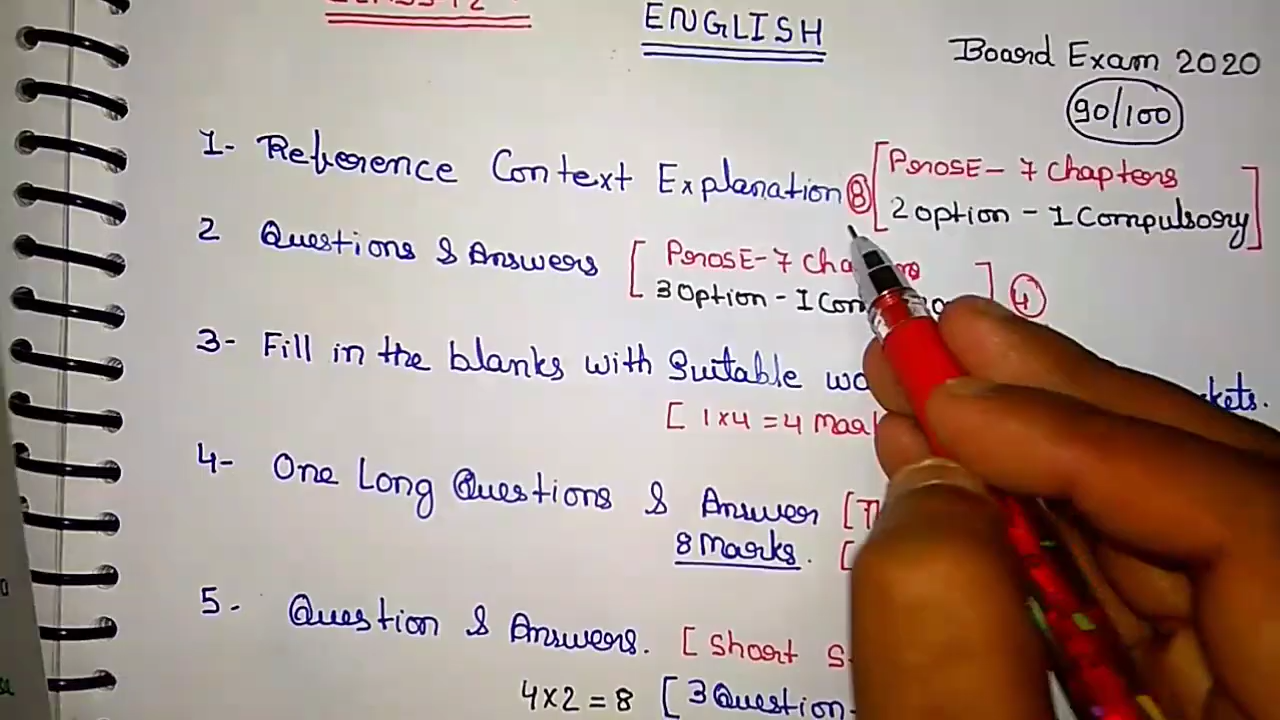 ENGLISH
Board Exam 2020
90/100
1- Reference Context Explanation 8 [ PROSE - 7 Chapters
2 option - 1 Compulsory ]
2 Questions & Answers [ PROSE - 7
3 Option - 1 ] 4
3- Fill in the blanks with Suitable
[ 1x4 = 4
4- One Long Questions & Answer [
8 Marks. [
5. Question & Answers. [ Short
4x2 = 8 [ 3 Question-